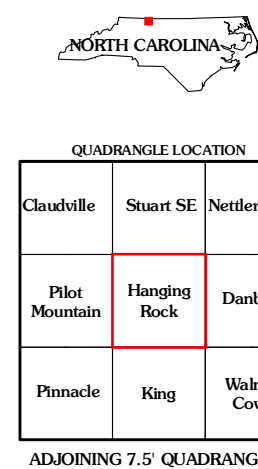 NORTH CAROLINA
QUADRANGLE LOCATION
Claudville Stuart SE Nettler
Pilot Mountain Hanging Rock Danb
Pinnacle King Waln Cov
ADJOINING 7.5' QUADRANG